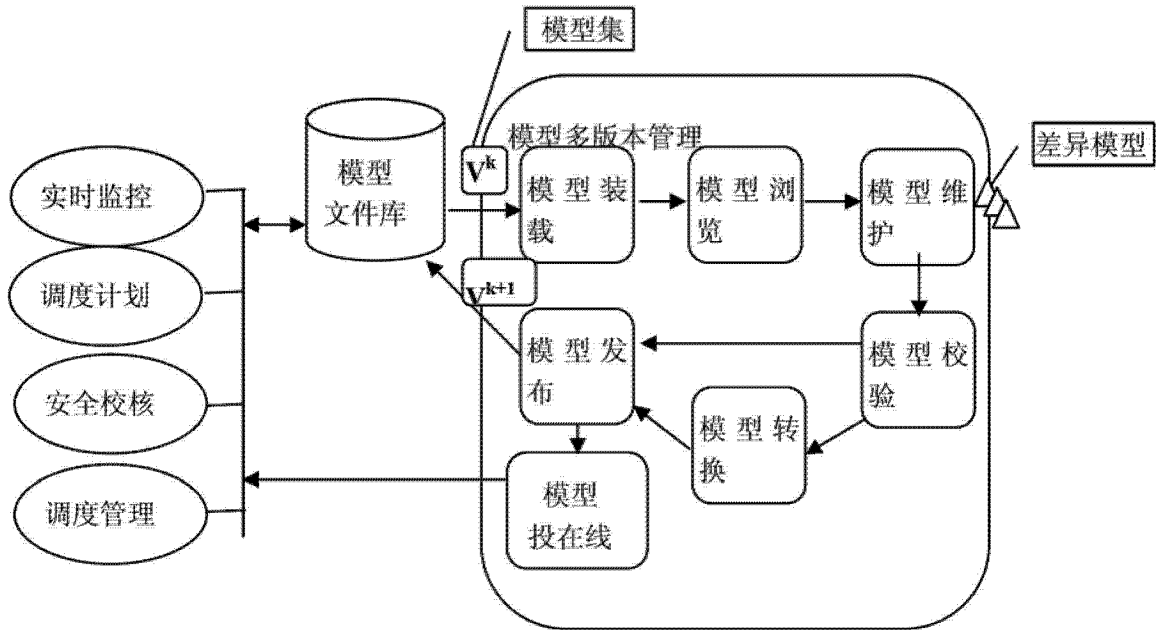 模型集
模型多版本管理
差异模型
模型
文件库
V^k
模型装
载
模型浏
览
模型维
护
实时监控
调度计划
安全校核
调度管理
V^k+1
模型发
布
模型校
验
模型转
换
模型
投在线